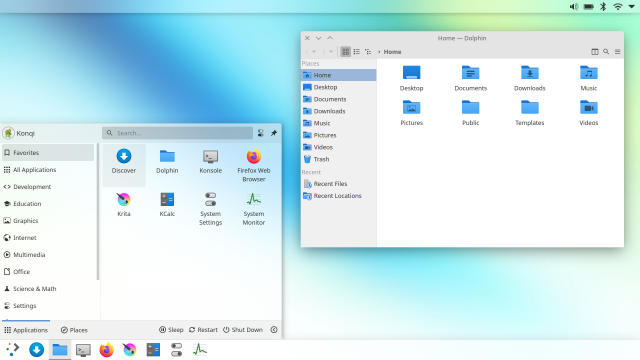 Home — Dolphin
Home
Places
Home
Desktop
Documents
Downloads
Music
Pictures
Videos
Trash
Recent
Recent Files
Recent Locations
Desktop
Documents
Downloads
Music
Pictures
Public
Templates
Videos
Konqi
Search...
Favorites
All Applications
Development
Education
Graphics
Internet
Multimedia
Office
Science & Math
Settings
Discover
Dolphin
Konsole
Firefox Web
Browser
Krita
KCalc
System
Settings
System
Monitor
Applications
Places
Sleep
Restart
Shut Down